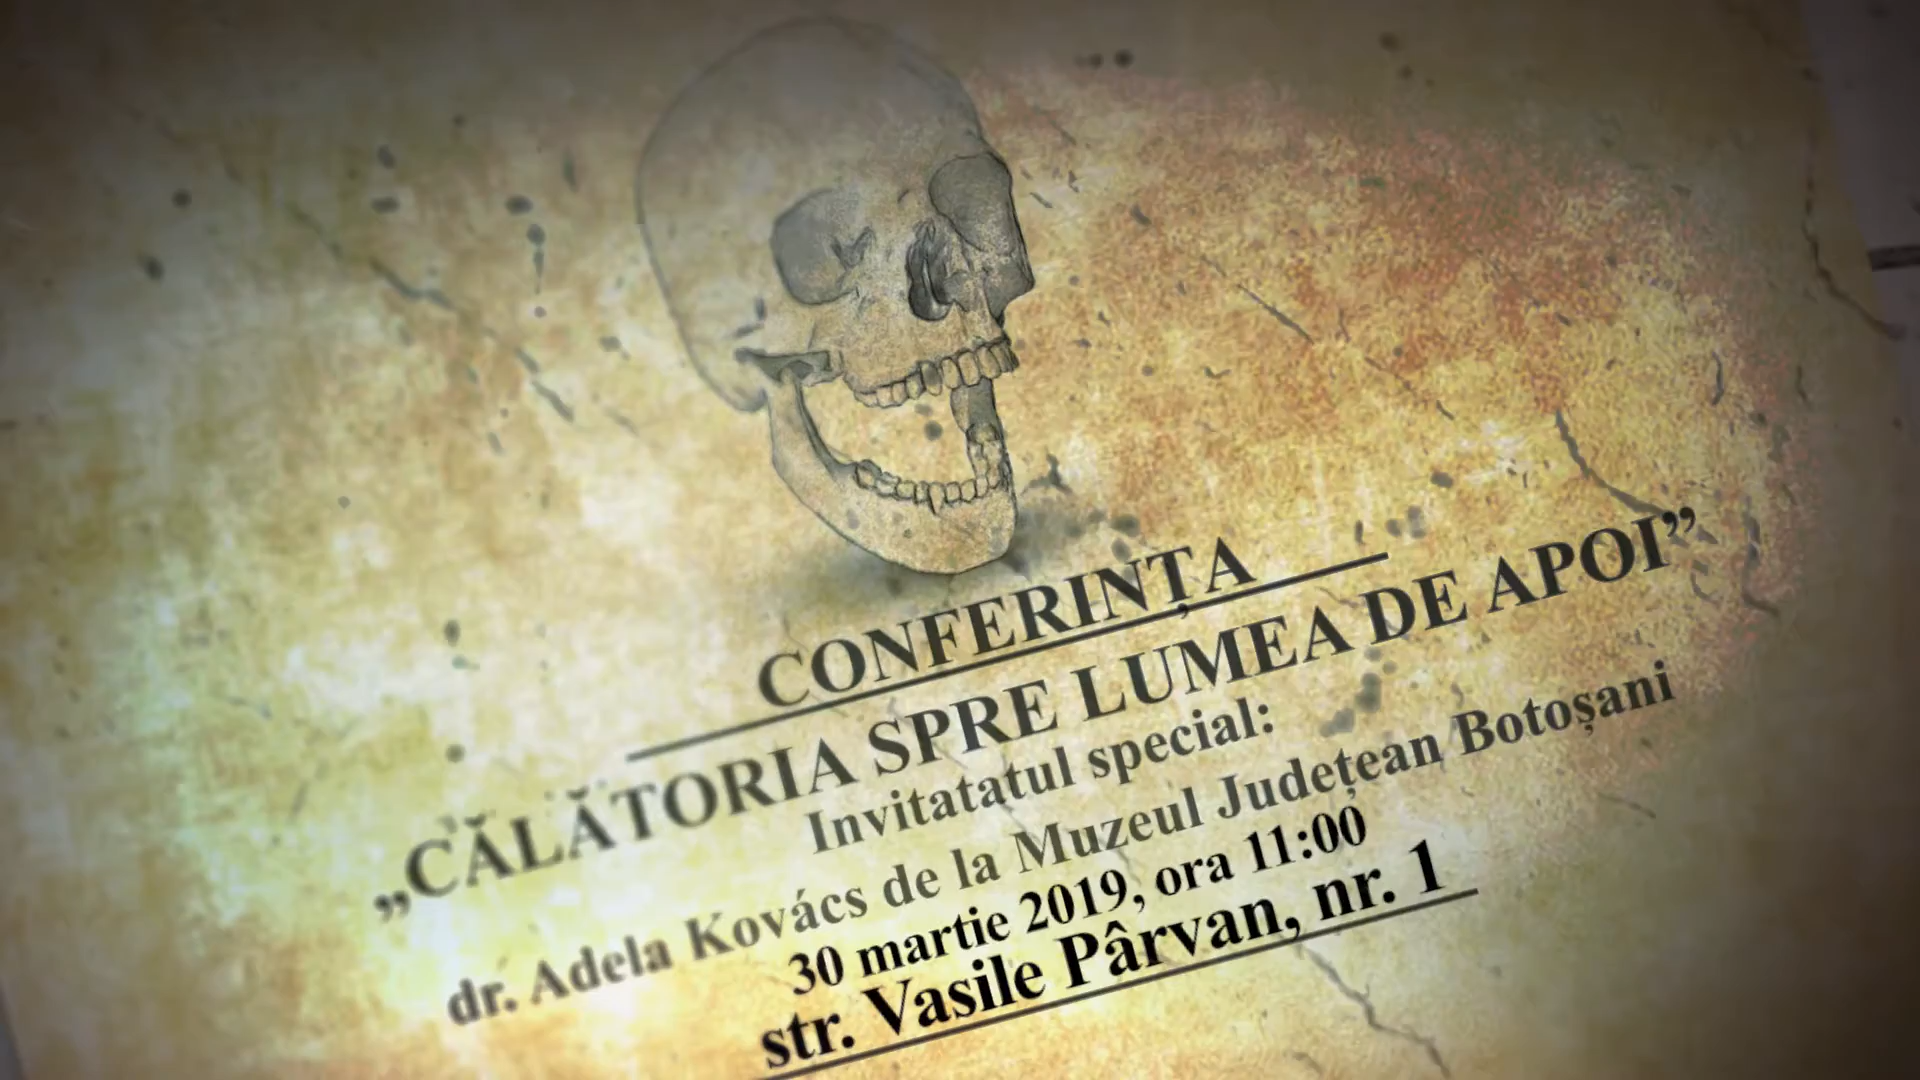 CONFERINȚA
„CĂLĂTORIA SPRE LUMEA DE APOI”
Invitatatul special:
dr. Adela Kovács de la Muzeul Județean Botoșani
30 martie 2019, ora 11:00
str. Vasile Pârvan, nr. 1